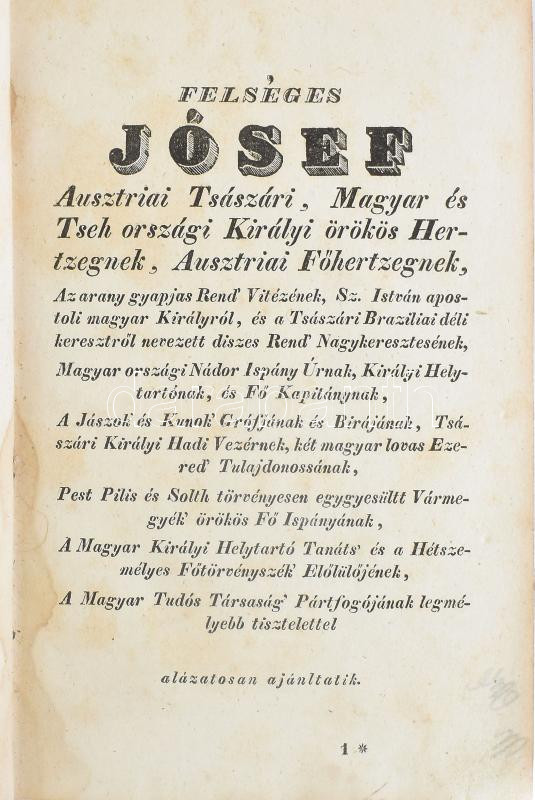 FELSÉGES
JÓSEF
Ausztriai Tsászári, Magyar és
Tseh országi Királyi örökös Her-
tzegnek, Ausztriai Főhertzegnek,
Az arany gyapjas Rend' Vitézének, Sz. István apos-
toli magyar Királyról, és a Tsászári Braziliai déli
keresztről nevezett diszes Rend' Nagykeresztesének,
Magyar országi Nádor Ispány Úrnak, Királyi Hely-
tartónak, és Fő Kapitánynak,
A Jászok' és Kunok' Grófjának és Birájának, Tsá-
szári Királyi Hadi Vezérnek, két magyar lovas Eze-
red' Tulajdonossának,
Pest Pilis és Solth törvényesen egygyesültt Várme-
gyék' örökös Fő Ispányának,
A Magyar Királyi Helytartó Tanáts' és a Hétsze-
mélyes Főtörvényszék' Előlülőjének,
A Magyar Tudós Társaság' Pártfogójának legmé-
lyebb tisztelettel
alázatosan ajánltatik.
1 *